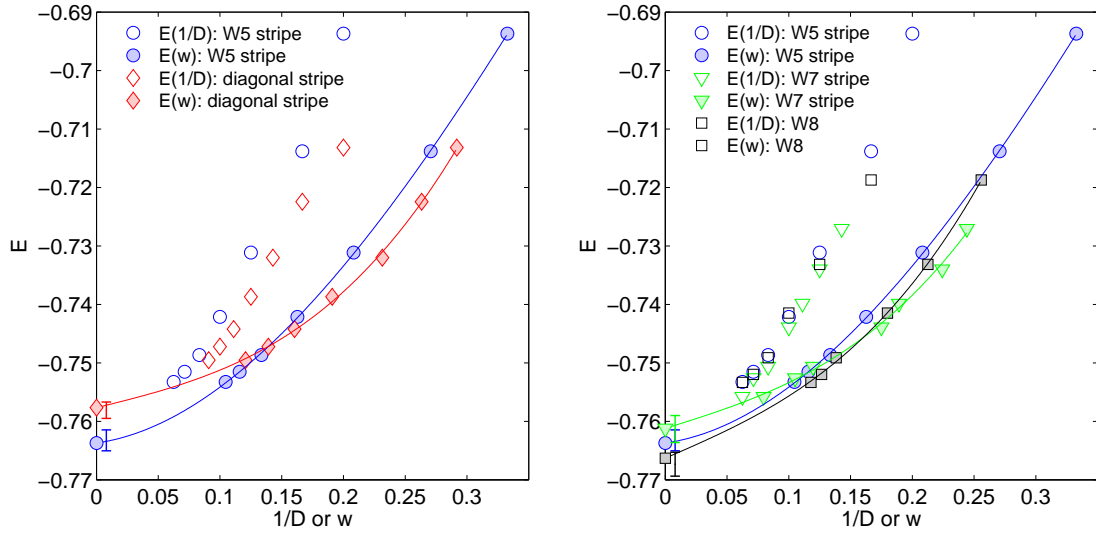 −0.69
−0.7
−0.71
−0.72
−0.73
−0.74
−0.75
−0.76
−0.77
E
0
0.05
0.1
0.15
0.2
0.25
0.3
1/D or w
E(1/D): W5 stripe
E(w): W5 stripe
E(1/D): diagonal stripe
E(w): diagonal stripe
−0.69
−0.7
−0.71
−0.72
−0.73
−0.74
−0.75
−0.76
−0.77
E
0
0.05
0.1
0.15
0.2
0.25
0.3
1/D or w
E(1/D): W5 stripe
E(w): W5 stripe
E(1/D): W7 stripe
E(w): W7 stripe
E(1/D): W8
E(w): W8